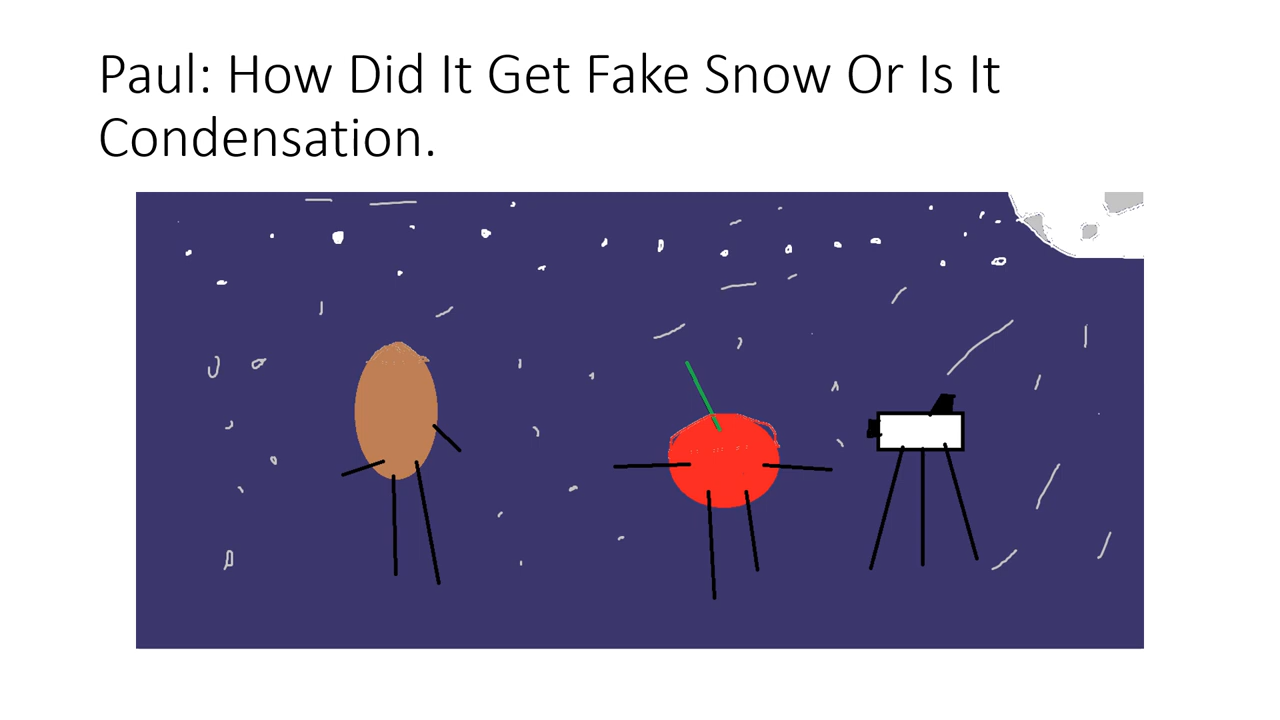 Paul: How Did It Get Fake Snow Or Is It
Condensation.